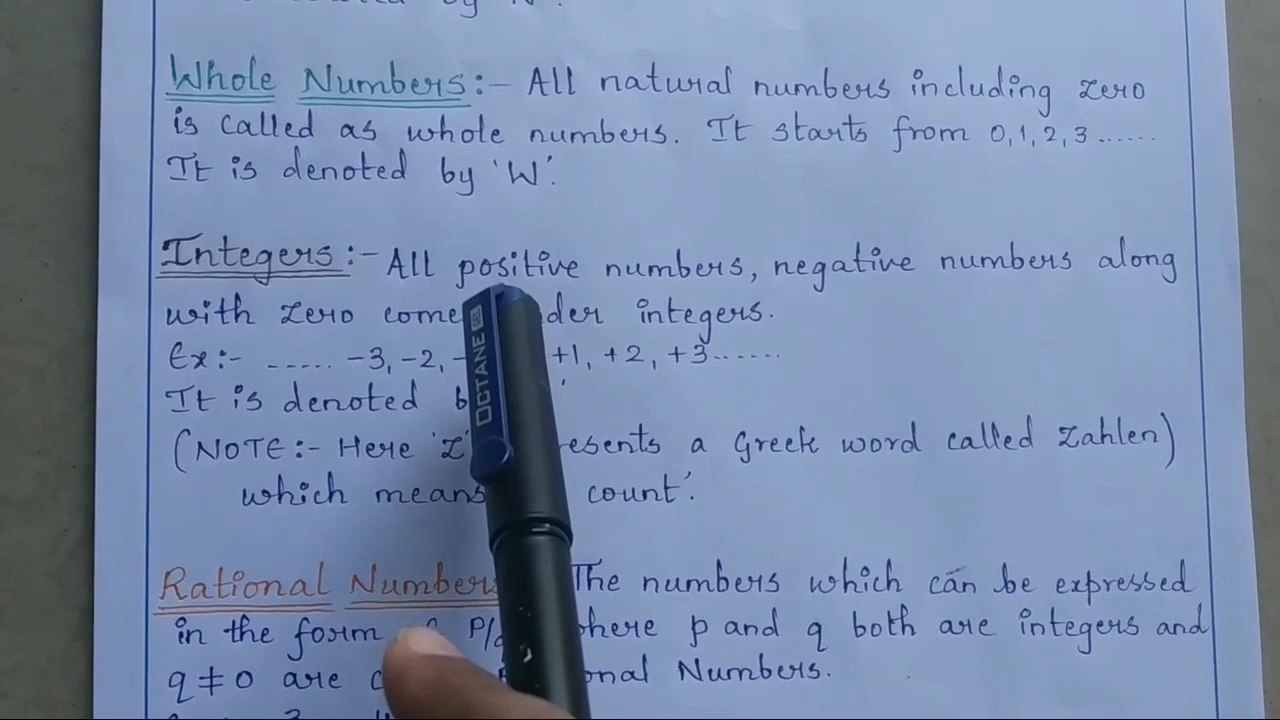 by 'N'.
Whole Numbers:- All natural numbers including zero
is called as whole numbers. It starts from 0, 1, 2, 3 ......
It is denoted by 'W'.
Integers:- All positive numbers, negative numbers along
with zero come der integers.
Ex:- ...... -3, -2, - +1, +2, +3......
It is denoted b
(NOTE:- Here 'Z' esents a Greek word called Zahlen)
which means count'.
Rational Numbers The numbers which can be expressed
in the form P/ here p and q both are integers and
q ≠ 0 are c onal Numbers.
OCTANE